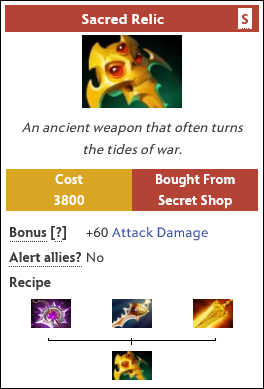 Sacred Relic S
An ancient weapon that often turns
the tides of war.
Cost Bought From
3800 Secret Shop
Bonus [?] +60 Attack Damage
Alert allies? No
Recipe